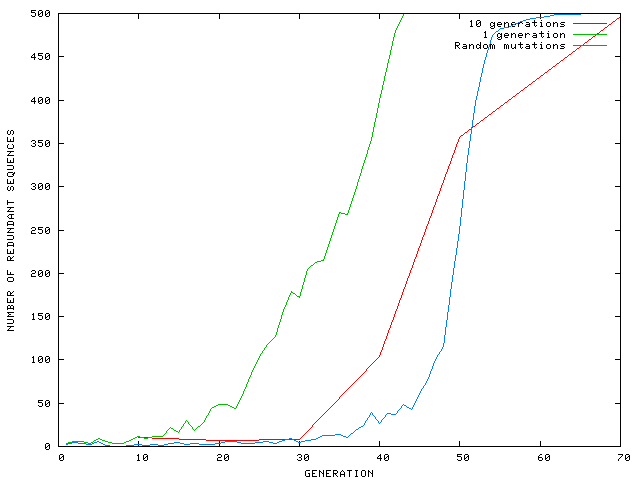 500
450
400
350
300
250
200
150
100
50
0
NUMBER OF REDUNDANT SEQUENCES
10 generations
1 generation
Random mutations
0 10 20 30 40 50 60 70
GENERATION